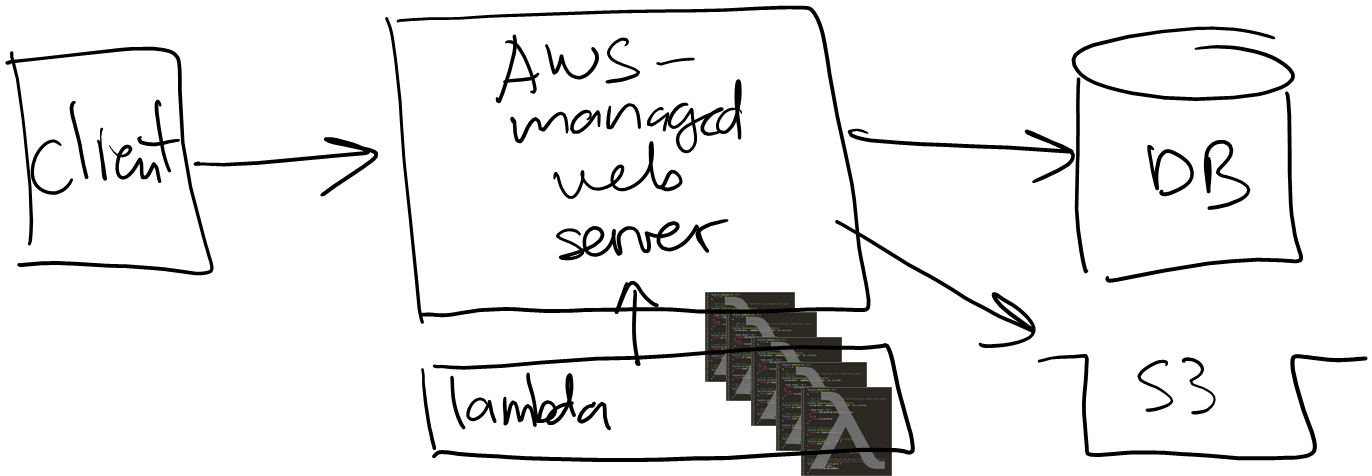 client
AWS-
managed
web
server
DB
lambda
S3